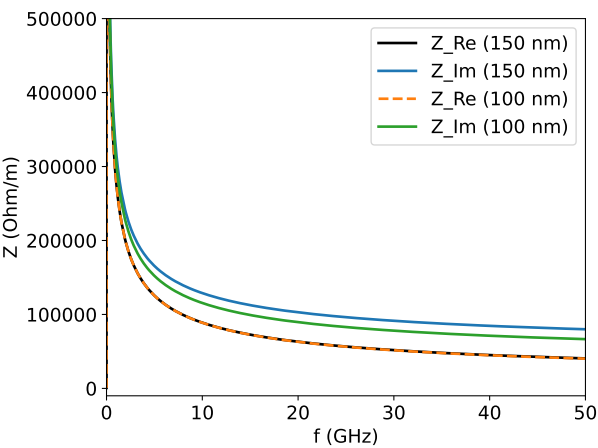 500000
400000
300000
200000
100000
0
Z (Ohm/m)
Z_Re (150 nm)
Z_Im (150 nm)
Z_Re (100 nm)
Z_Im (100 nm)
0 10 20 30 40 50
f (GHz)